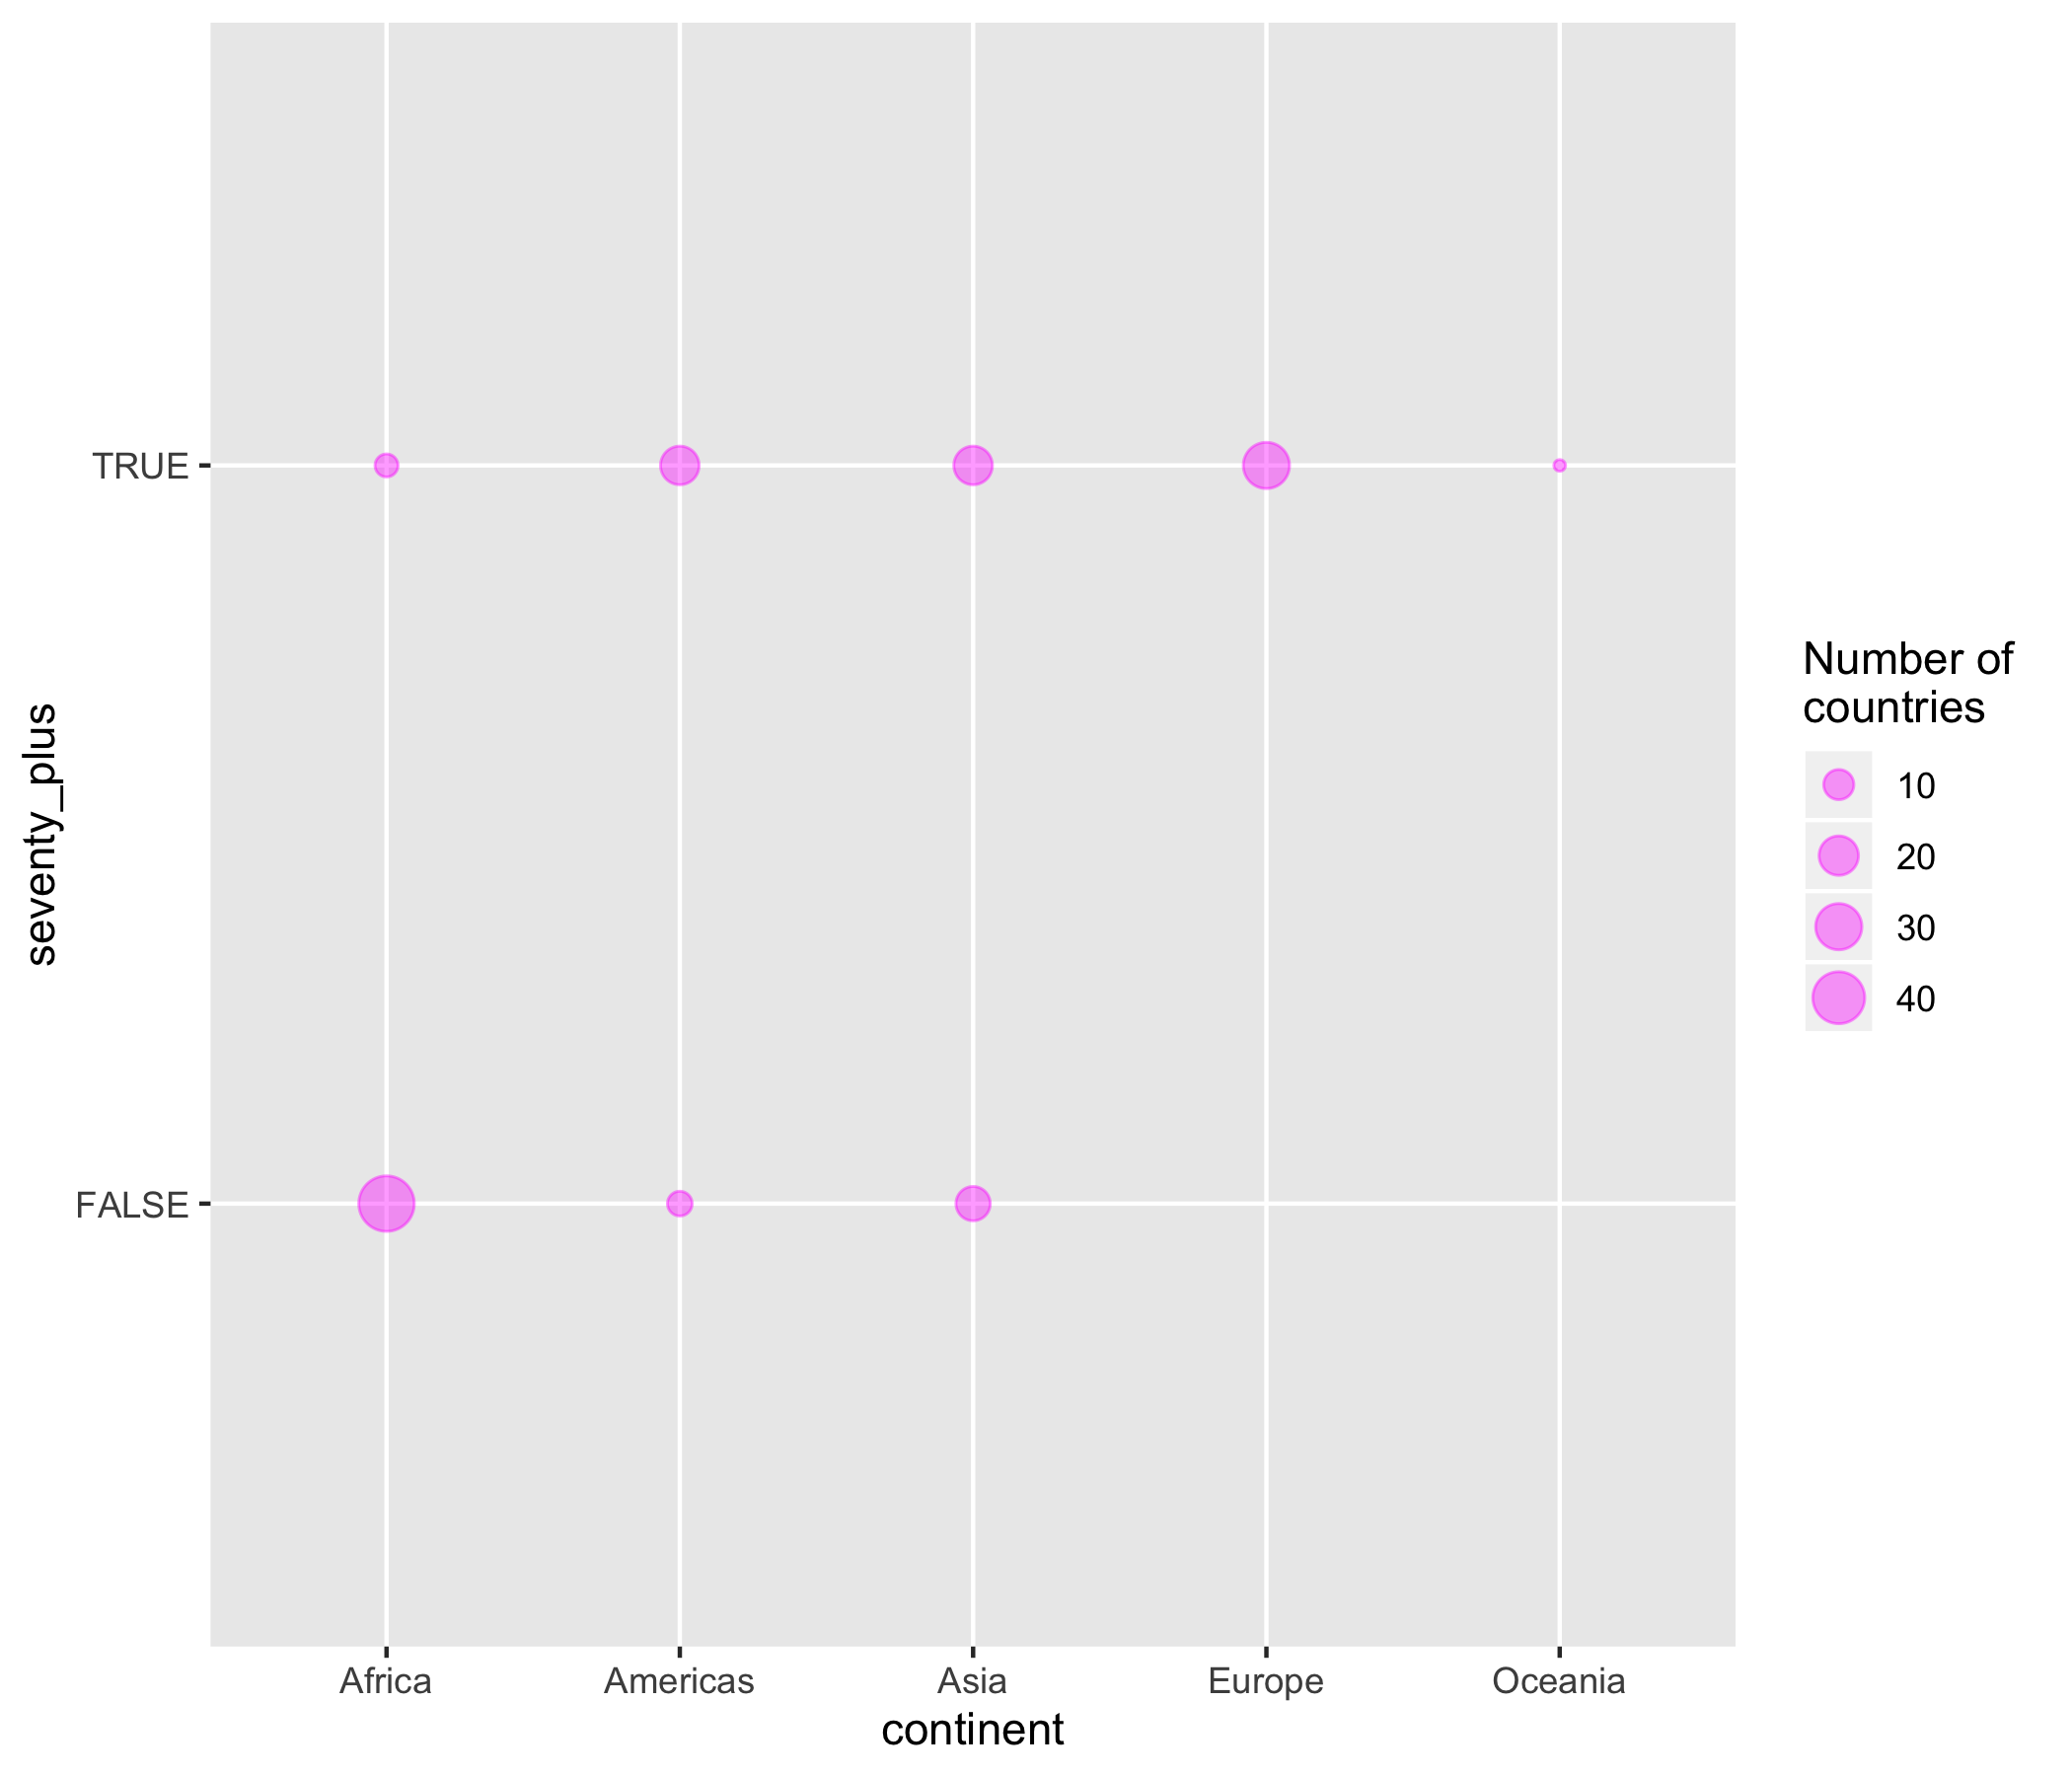 seventy_plus
TRUE
FALSE
Africa
Americas
Asia
Europe
Oceania
continent
Number of
countries
10
20
30
40